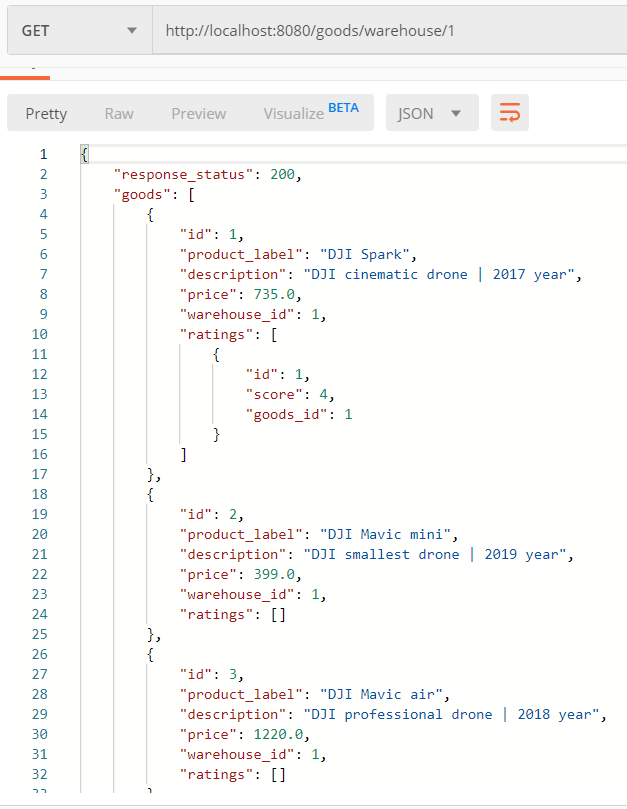 GET http://localhost:8080/goods/warehouse/1
Pretty Raw Preview Visualize BETA JSON
1 {
2 "response_status": 200,
3 "goods": [
4 {
5 "id": 1,
6 "product_label": "DJI Spark",
7 "description": "DJI cinematic drone | 2017 year",
8 "price": 735.0,
9 "warehouse_id": 1,
10 "ratings": [
11 {
12 "id": 1,
13 "score": 4,
14 "goods_id": 1
15 }
16 ]
17 },
18 {
19 "id": 2,
20 "product_label": "DJI Mavic mini",
21 "description": "DJI smallest drone | 2019 year",
22 "price": 399.0,
23 "warehouse_id": 1,
24 "ratings": []
25 },
26 {
27 "id": 3,
28 "product_label": "DJI Mavic air",
29 "description": "DJI professional drone | 2018 year",
30 "price": 1220.0,
31 "warehouse_id": 1,
32 "ratings": []